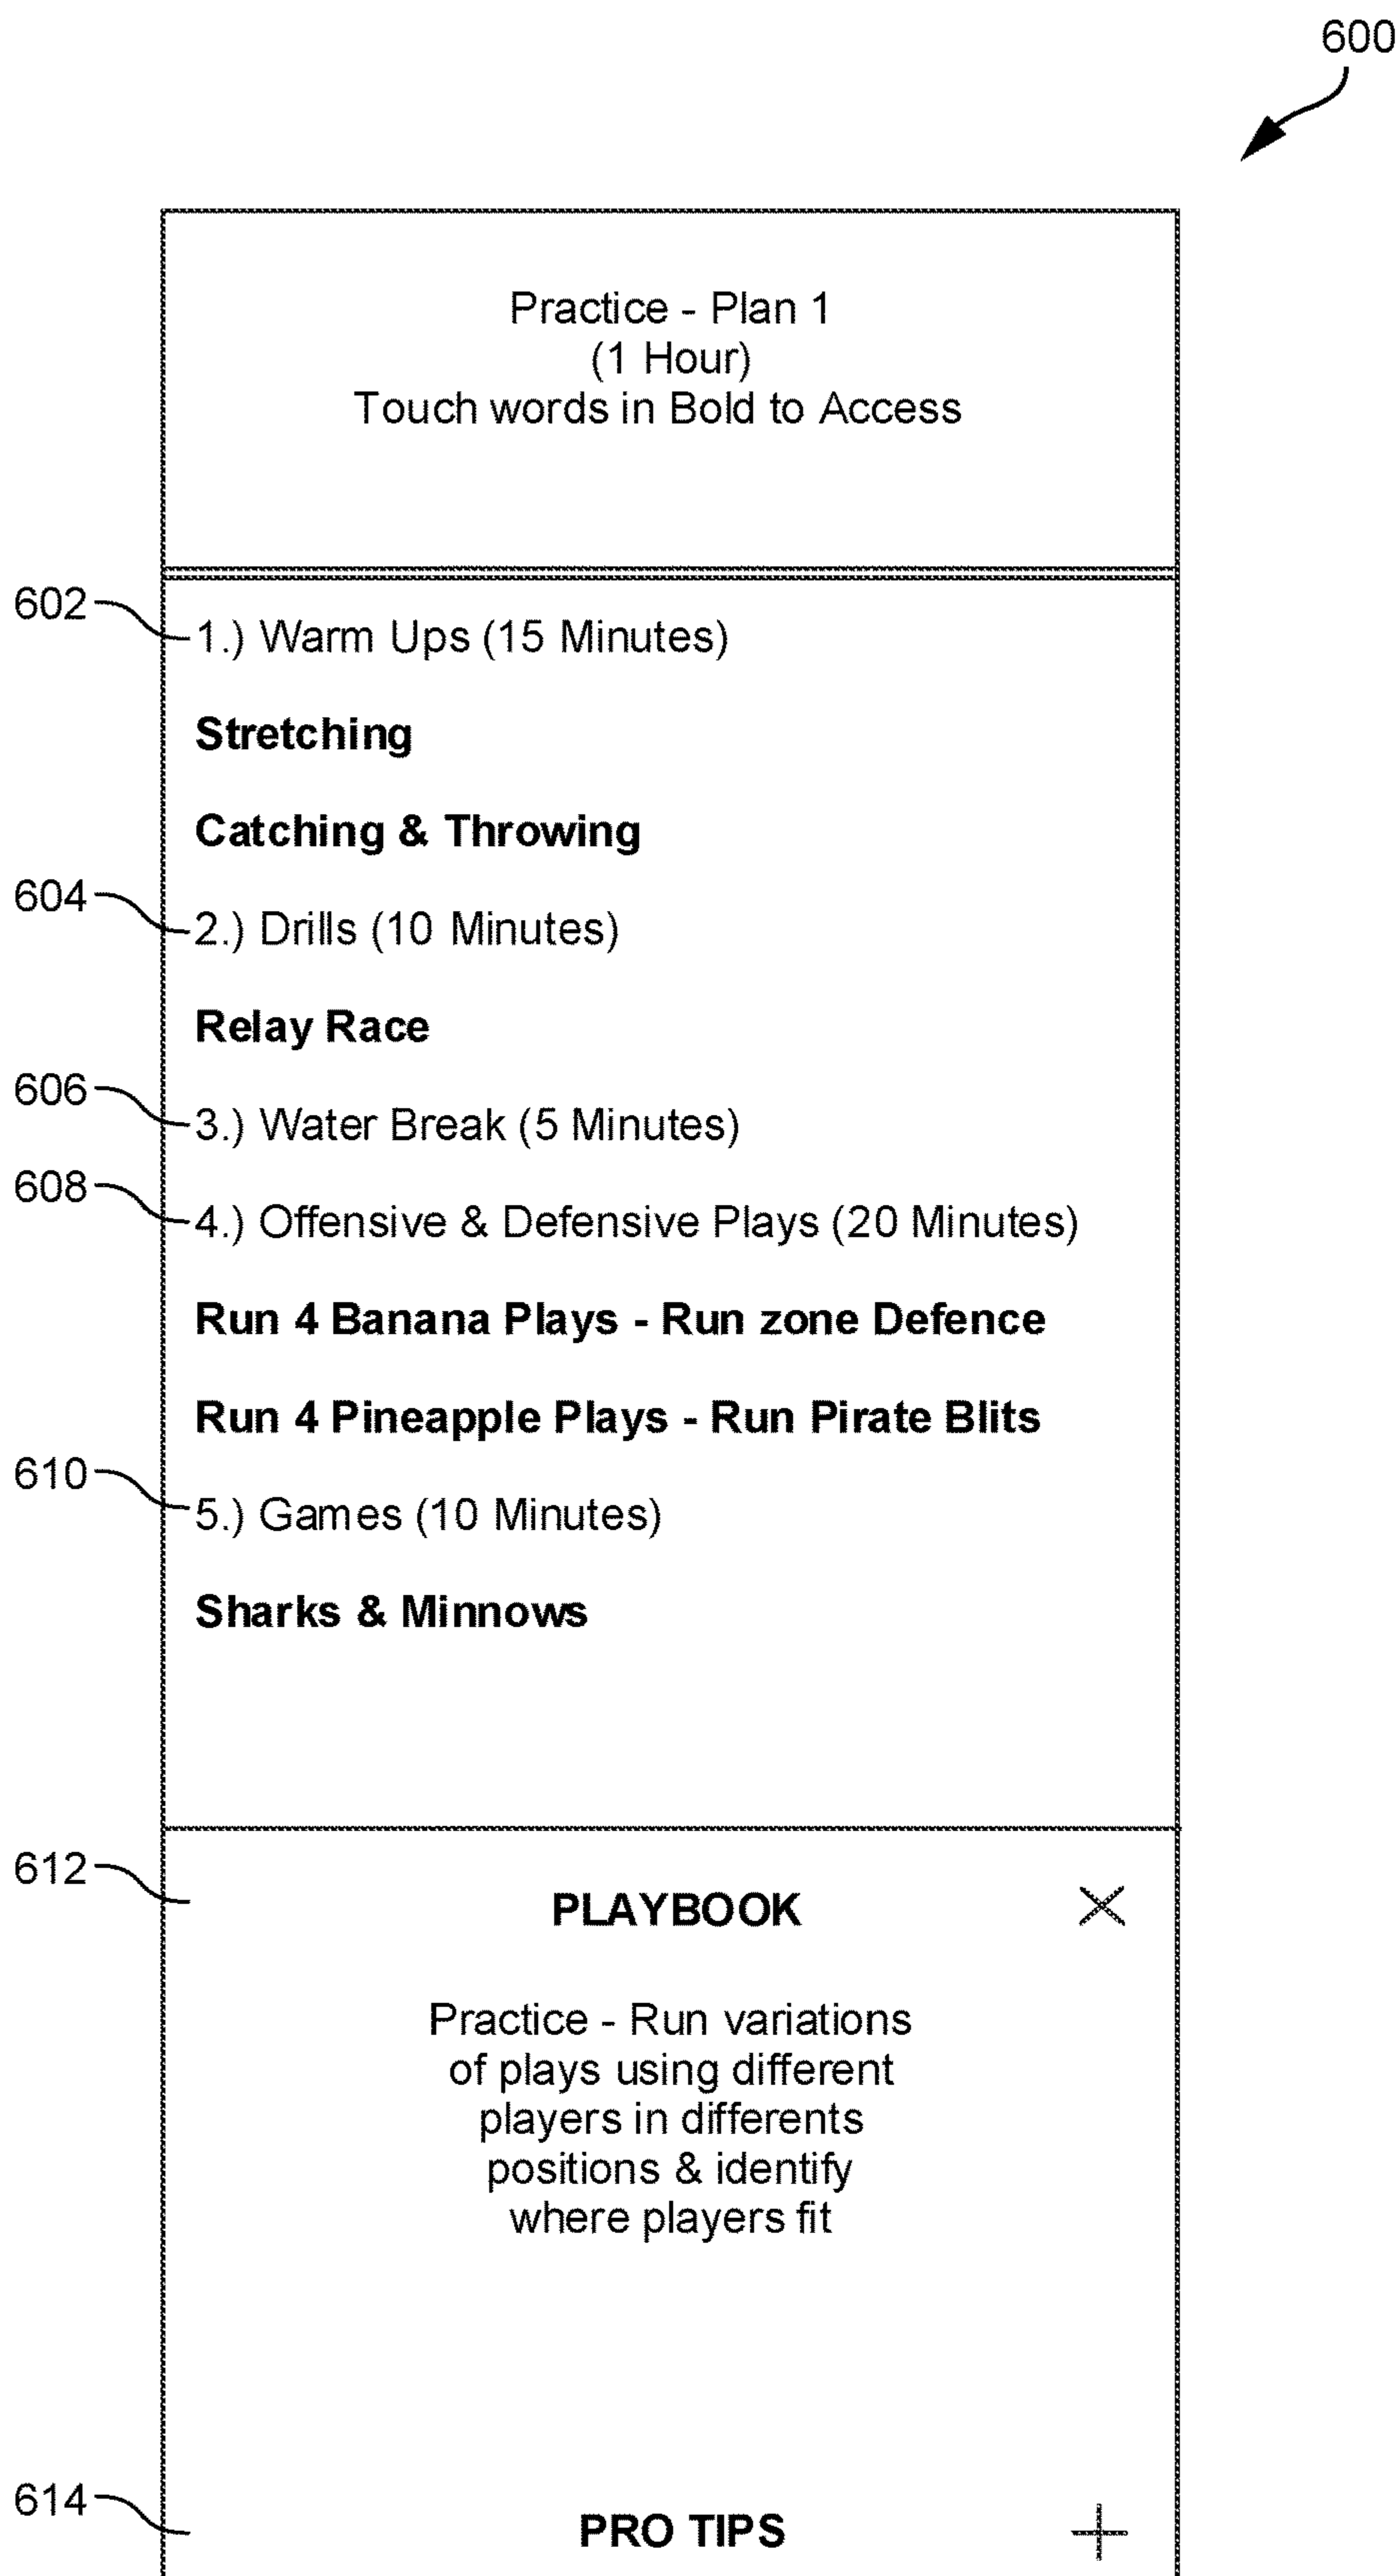 600
Practice - Plan 1
(1 Hour)
Touch words in Bold to Access
602
1.) Warm Ups (15 Minutes)
Stretching
Catching & Throwing
604
2.) Drills (10 Minutes)
Relay Race
606
3.) Water Break (5 Minutes)
608
4.) Offensive & Defensive Plays (20 Minutes)
Run 4 Banana Plays - Run zone Defence
Run 4 Pineapple Plays - Run Pirate Blits
610
5.) Games (10 Minutes)
Sharks & Minnows
612
PLAYBOOK
Practice - Run variations
of plays using different
players in differents
positions & identify
where players fit
614
PRO TIPS